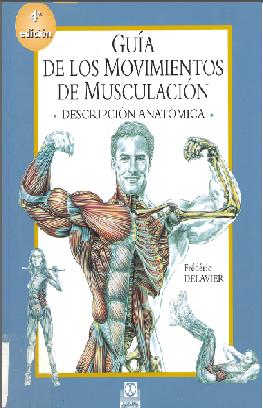 4ª
edición
GUÍA
DE LOS MOVIMIENTOS
DE MUSCULACIÓN
• DESCRIPCIÓN ANATÓMICA •
Frédéric
DELAVIER